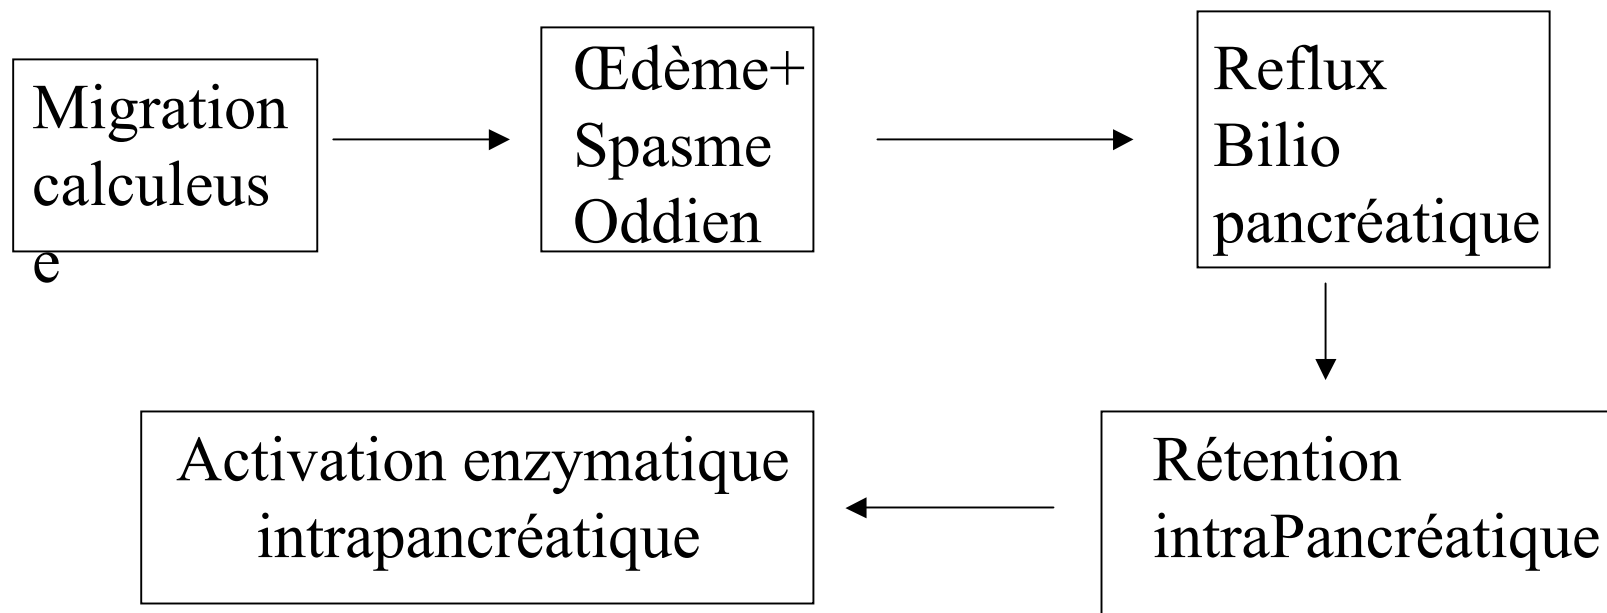 Migration
calculeus
e
Œdème+
Spasme
Oddien
Reflux
Bilio
pancréatique
Rétention
intraPancréatique
Activation enzymatique
intrapancréatique